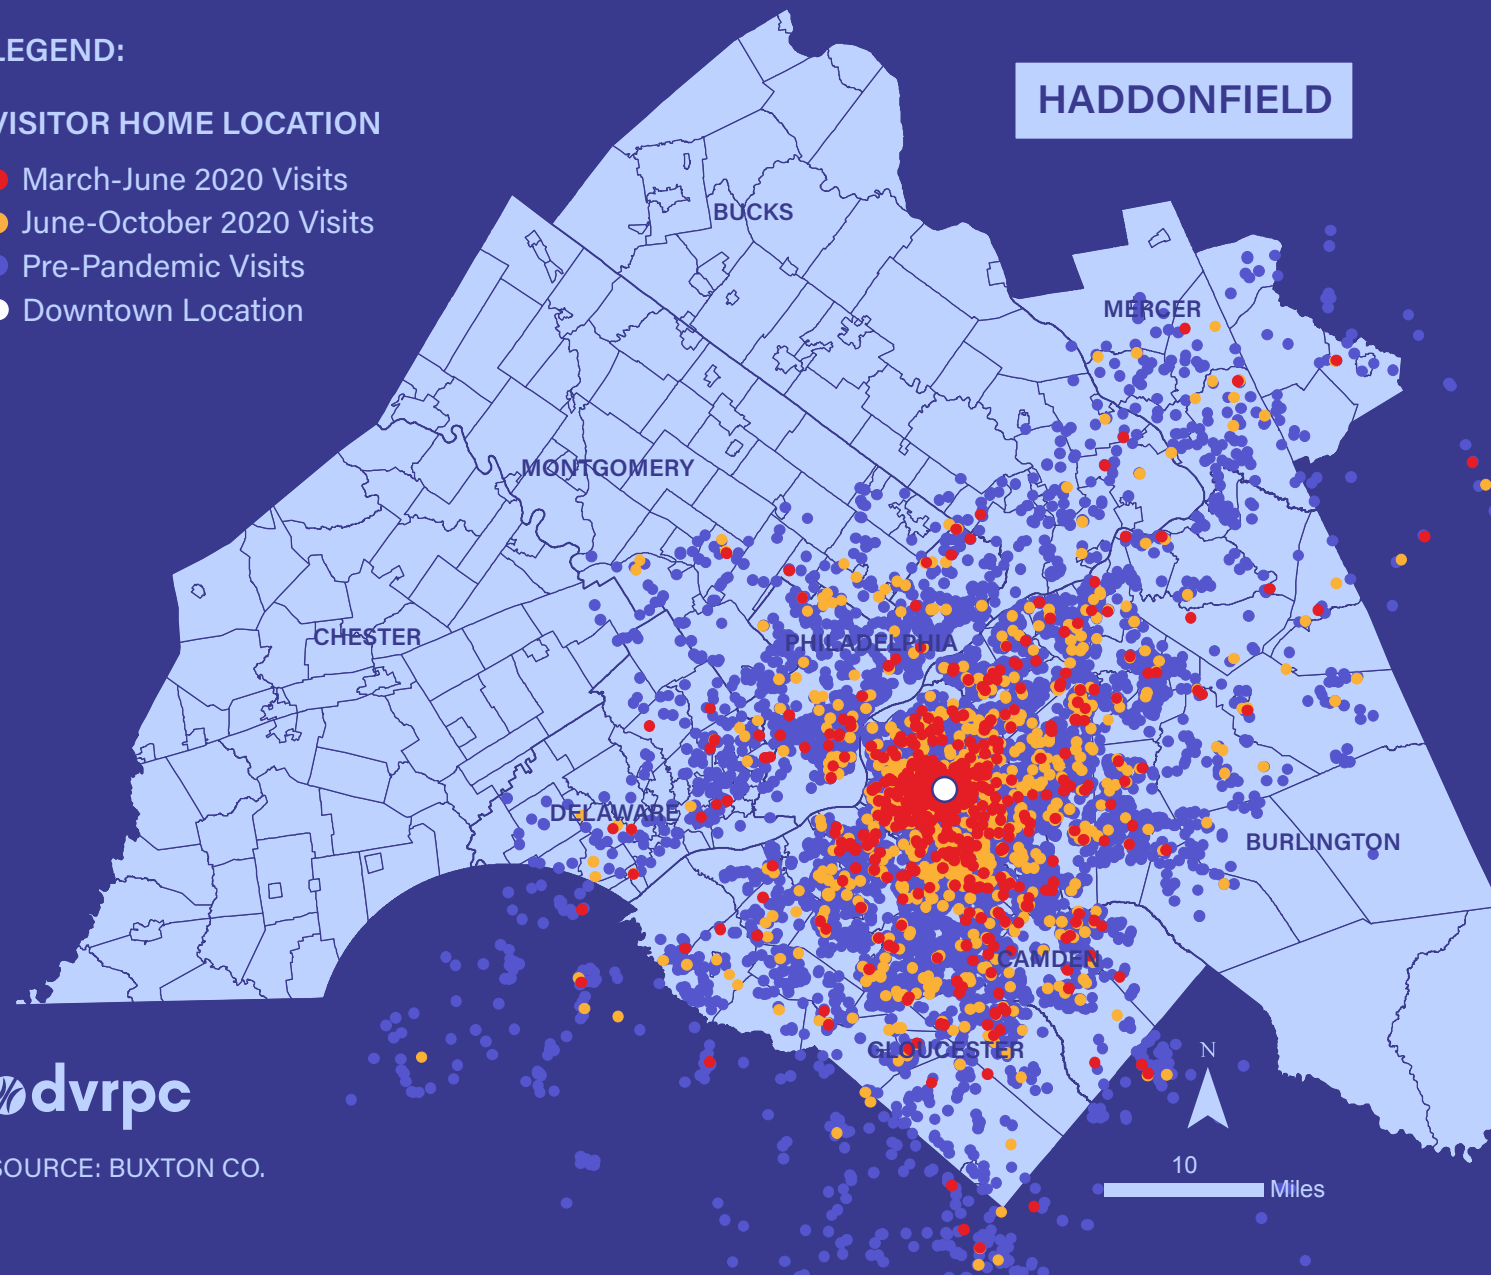 LEGEND:
VISITOR HOME LOCATION
March-June 2020 Visits
June-October 2020 Visits
Pre-Pandemic Visits
Downtown Location
HADDONFIELD
BUCKS
MERCER
MONTGOMERY
CHESTER
PHILADELPHIA
DELAWARE
BURLINGTON
CAMDEN
GLOUCESTER
N
dvrpc
SOURCE: BUXTON CO.
10
Miles